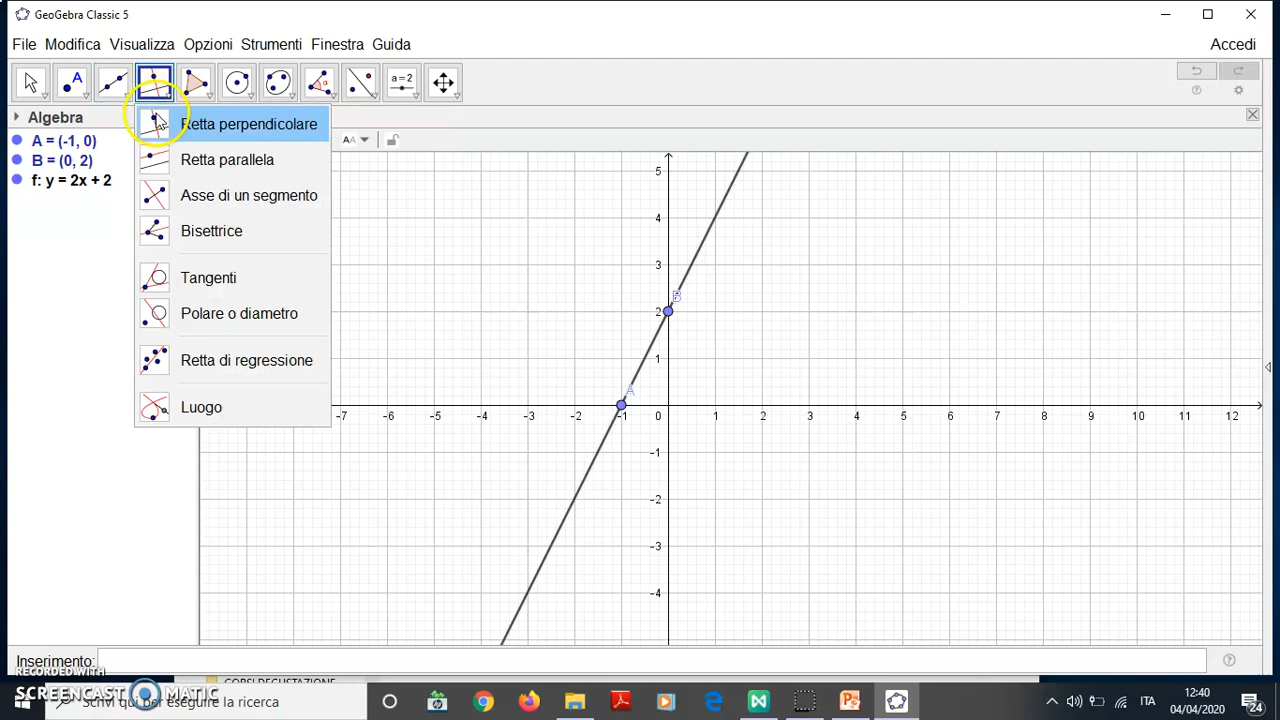 GeoGebra Classic 5
File Modifica Visualizza Opzioni Strumenti Finestra Guida Accedi
A α a=2
Algebra
A = (-1, 0)
B = (0, 2)
f: y = 2x + 2
Retta perpendicolare
Retta parallela
Asse di un segmento
Bisettrice
Tangenti
Polare o diametro
Retta di regressione
Luogo
AA
5
4
3
B
2
1
A
-7 -6 -5 -4 -3 -2 -1 0 1 2 3 4 5 6 7 8 9 10 11 12
-1
-2
-3
-4
Inserimento:
RECORDED WITH
SCREENCAST MATIC
CORSI DEGUSTAZIONE
Scrivi qui per eseguire la ricerca
ITA
12:40
04/04/2020
24